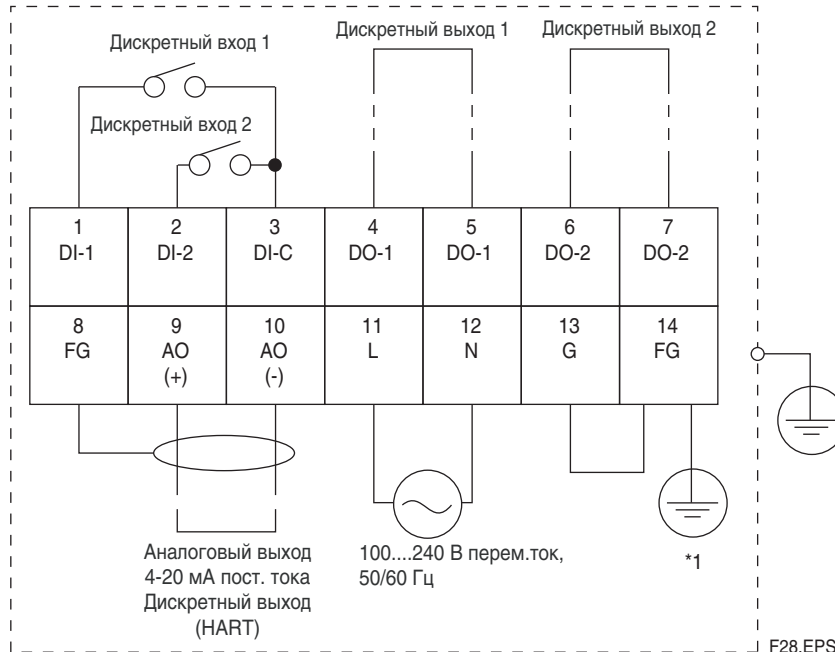 Дискретный вход 1
Дискретный выход 1
Дискретный выход 2
Дискретный вход 2
1
DI-1
2
DI-2
3
DI-C
4
DO-1
5
DO-1
6
DO-2
7
DO-2
8
FG
9
AO
(+)
10
AO
(-)
11
L
12
N
13
G
14
FG
Аналоговый выход
4-20 мА пост. тока
Дискретный выход
(HART)
100....240 В перем.ток,
50/60 Гц
*1
F28.EPS